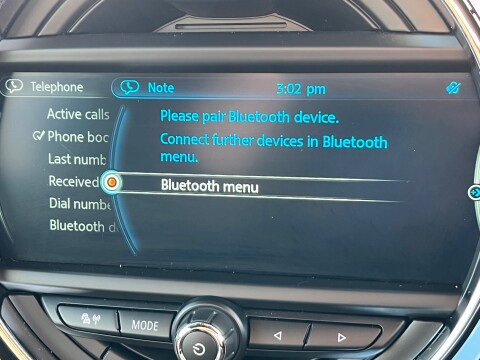 Telephone
Note
3:02 pm
Active calls
Phone boo
Last numb
Received
Dial numbe
Bluetooth d
Please pair Bluetooth device.
Connect further devices in Bluetooth
menu.
Bluetooth menu
MODE